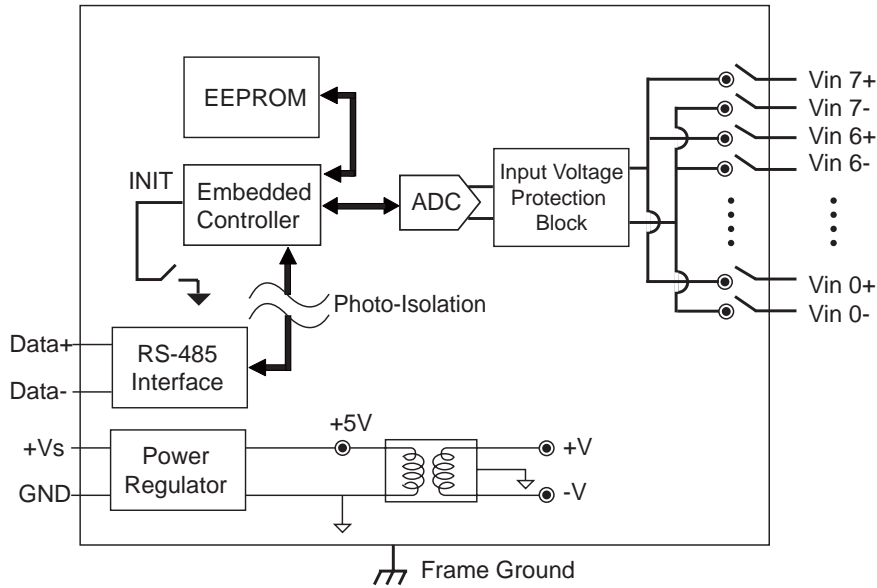 EEPROM
Vin 7+
Vin 7-
Vin 6+
Vin 6-
INIT
Embedded
Controller
ADC
Input Voltage
Protection
Block
Photo-Isolation
Vin 0+
Vin 0-
Data+
Data-
RS-485
Interface
+Vs
GND
Power
Regulator
+5V
+V
-V
Frame Ground